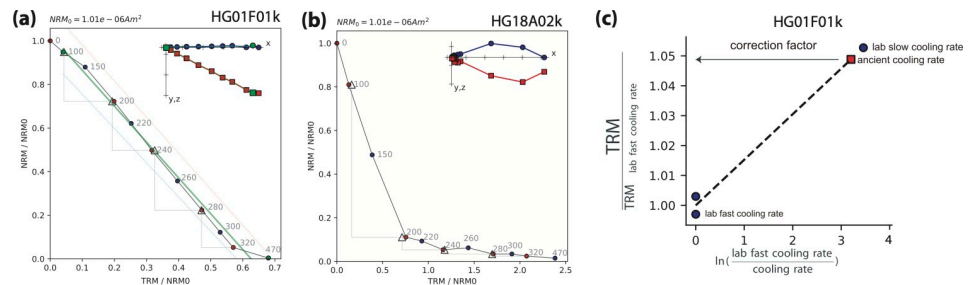 (a)
NRM₀ = 1.01e − 06Am²
HG01F01k
1.0
0.8
0.6
0.4
0.2
0.0
NRM / NRM0
0
100
150
200
220
240
260
280
300
320
470
x
y,z
0.0 0.1 0.2 0.3 0.4 0.5 0.6 0.7
TRM / NRM0
(b)
NRM₀ = 1.01e − 06Am²
HG18A02k
1.0
0.8
0.6
0.4
0.2
0.0
NRM / NRM0
0
100
150
200
220
240
260
280
300
320
470
x
y,z
0.0 0.5 1.0 1.5 2.0 2.5
TRM / NRM0
(c)
HG01F01k
TRM
TRM lab fast cooling rate
lab fast cooling rate
1.05
1.04
1.03
1.02
1.01
1.00
correction factor
lab slow cooling rate
ancient cooling rate
lab fast cooling rate
0 1 2 3 4
ln(lab fast cooling rate
cooling rate)